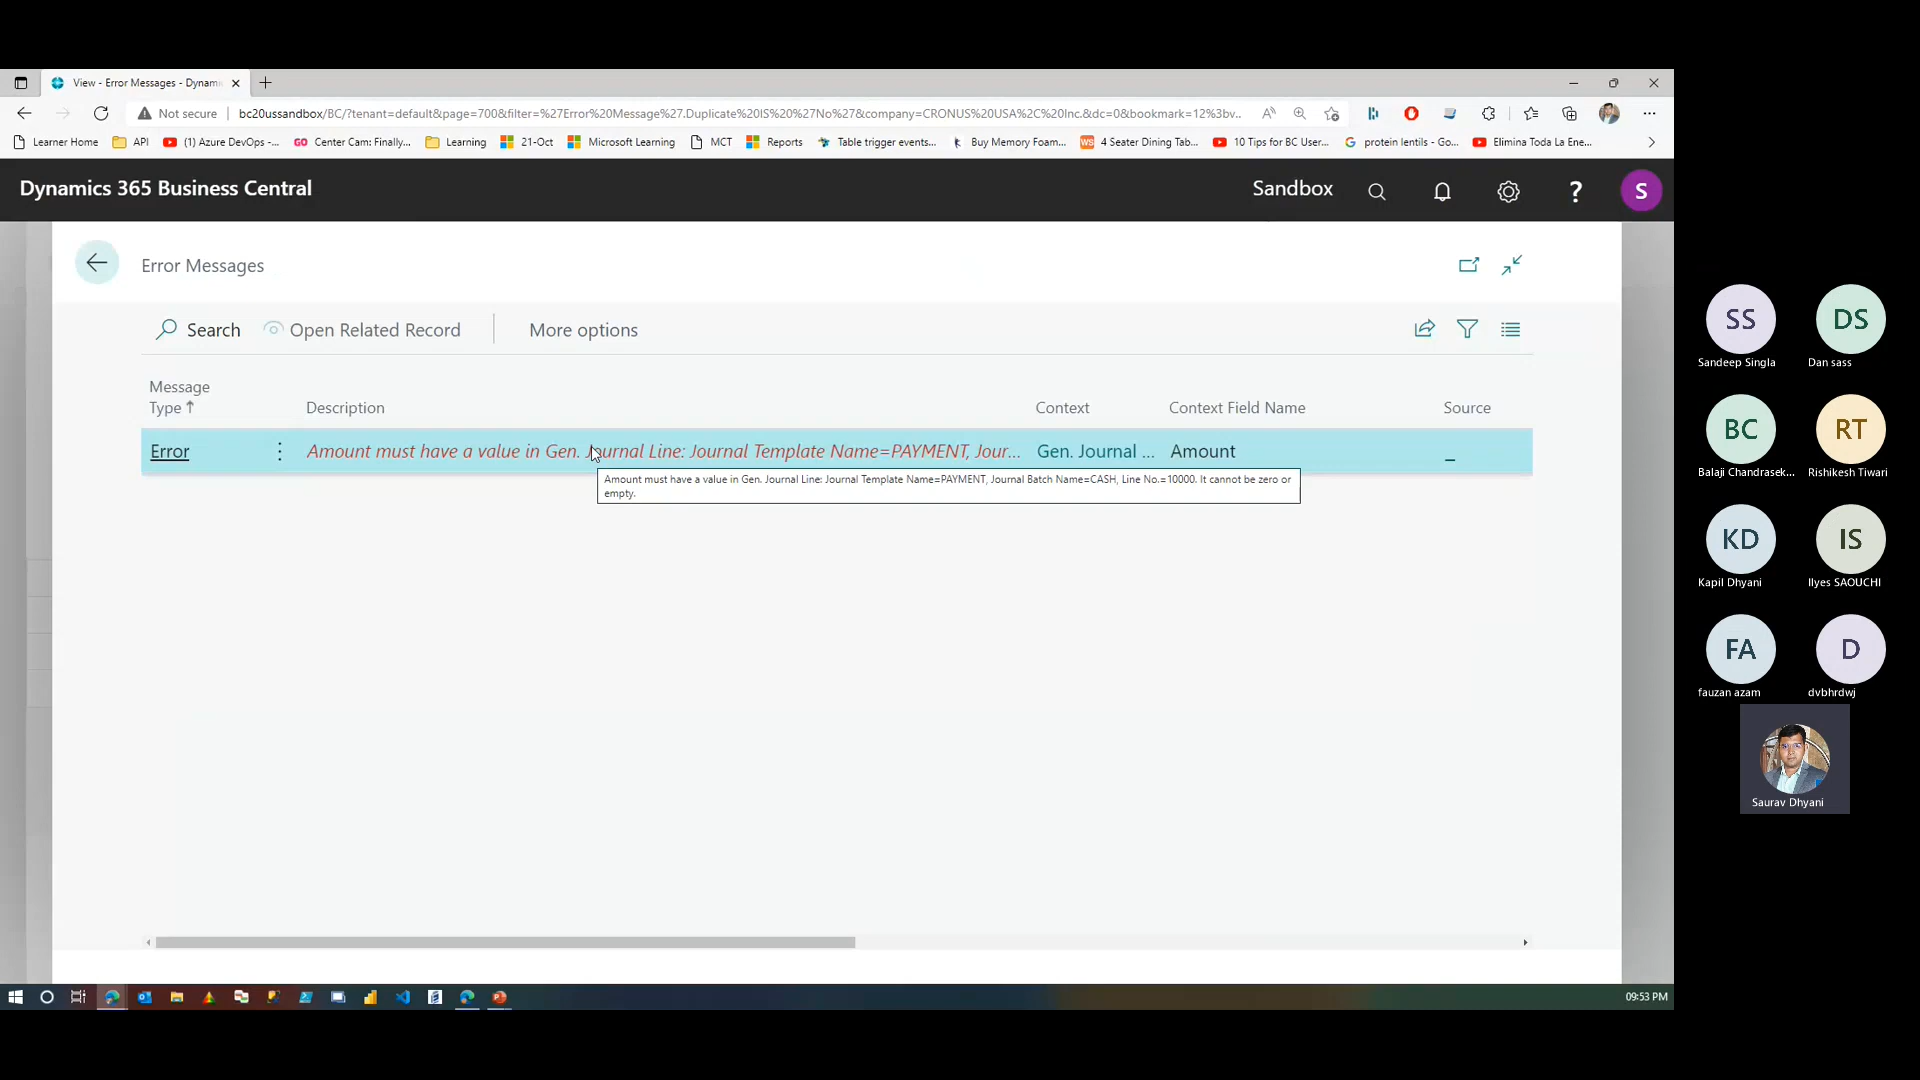 View - Error Messages - Dynami
Not secure
bc20ussandbox/BC/?tenant=default&page=700&filter=%27Error%20Message%27.Duplicate%20IS%20%27No%27&company=CRONUS%20USA%2C%20Inc.&dc=0&bookmark=12%3bv...
Learner Home
API
(1) Azure DevOps -...
GO Center Cam: Finally...
Learning
21-Oct
Microsoft Learning
MCT
Reports
Table trigger events...
Buy Memory Foam...
WS 4 Seater Dining Tab...
10 Tips for BC User...
protein lentils - Go...
Elimina Toda La Ene...
Dynamics 365 Business Central
Sandbox
?
S
Error Messages
Search
Open Related Record
More options
Message
Type ↑
Description
Context
Context Field Name
Source
Error
Amount must have a value in Gen. Journal Line: Journal Template Name=PAYMENT, Jour...
Gen. Journal ...
Amount
_
Amount must have a value in Gen. Journal Line: Journal Template Name=PAYMENT, Journal Batch Name=CASH, Line No.=10000. It cannot be zero or
empty.
09:53 PM
SS
Sandeep Singla
DS
Dan sass
BC
Balaji Chandrasek...
RT
Rishikesh Tiwari
KD
Kapil Dhyani
IS
Ilyes SAOUCHI
FA
fauzan azam
D
dvbhrdwj
Saurav Dhyani